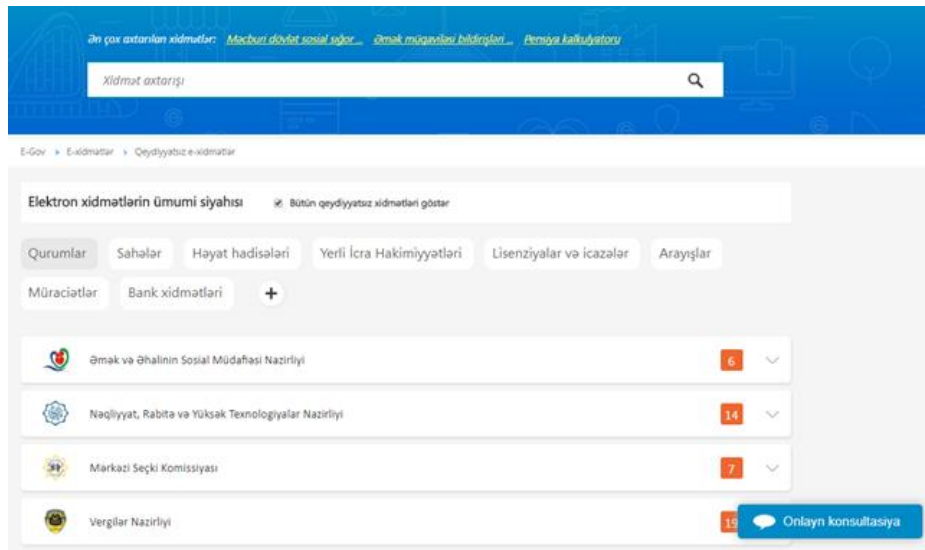 Ən çox axtarılan xidmətlər: Məcburi dövlət sosial sığor ... Əmək müqaviləsi bildirişləri ... Pensiya kalkulyatoru
Xidmət axtarışı
E-Gov Е-xidmətlər Qeydiyyatsız e-xidmətlər
Elektron xidmətlərin ümumi siyahısı Bütün qeydiyyatsız xidmətləri göstər
Qurumlar Sahələr Həyat hadisələri Yerli İcra Hakimiyyətləri Lisenziyalar və icazələr Arayışlar
Müraciətlər Bank xidmətləri +
Əmək və Əhalinin Sosial Müdafiəsi Nazirliyi 6
Nəqliyyat, Rabitə və Yüksək Texnologiyalar Nazirliyi 14
Mərkəzi Seçki Komissiyası 7
Vergilər Nazirliyi 19
Onlayn konsultasiya